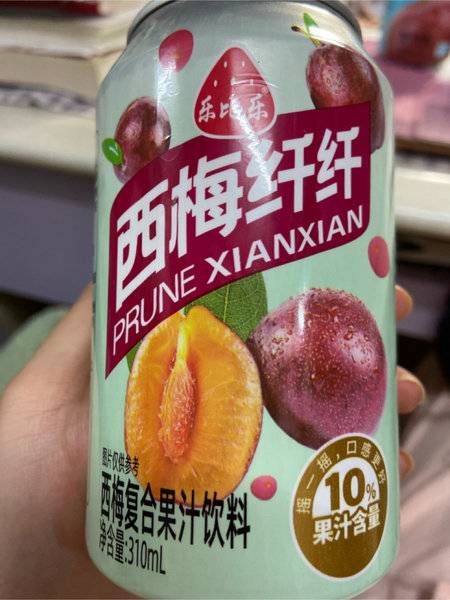 乐比乐
西梅纤纤
PRUNE XIANXIAN
图片仅供参考
西梅复合果汁饮料
净含量:310mL
摇一摇，口感更好
10%
果汁含量